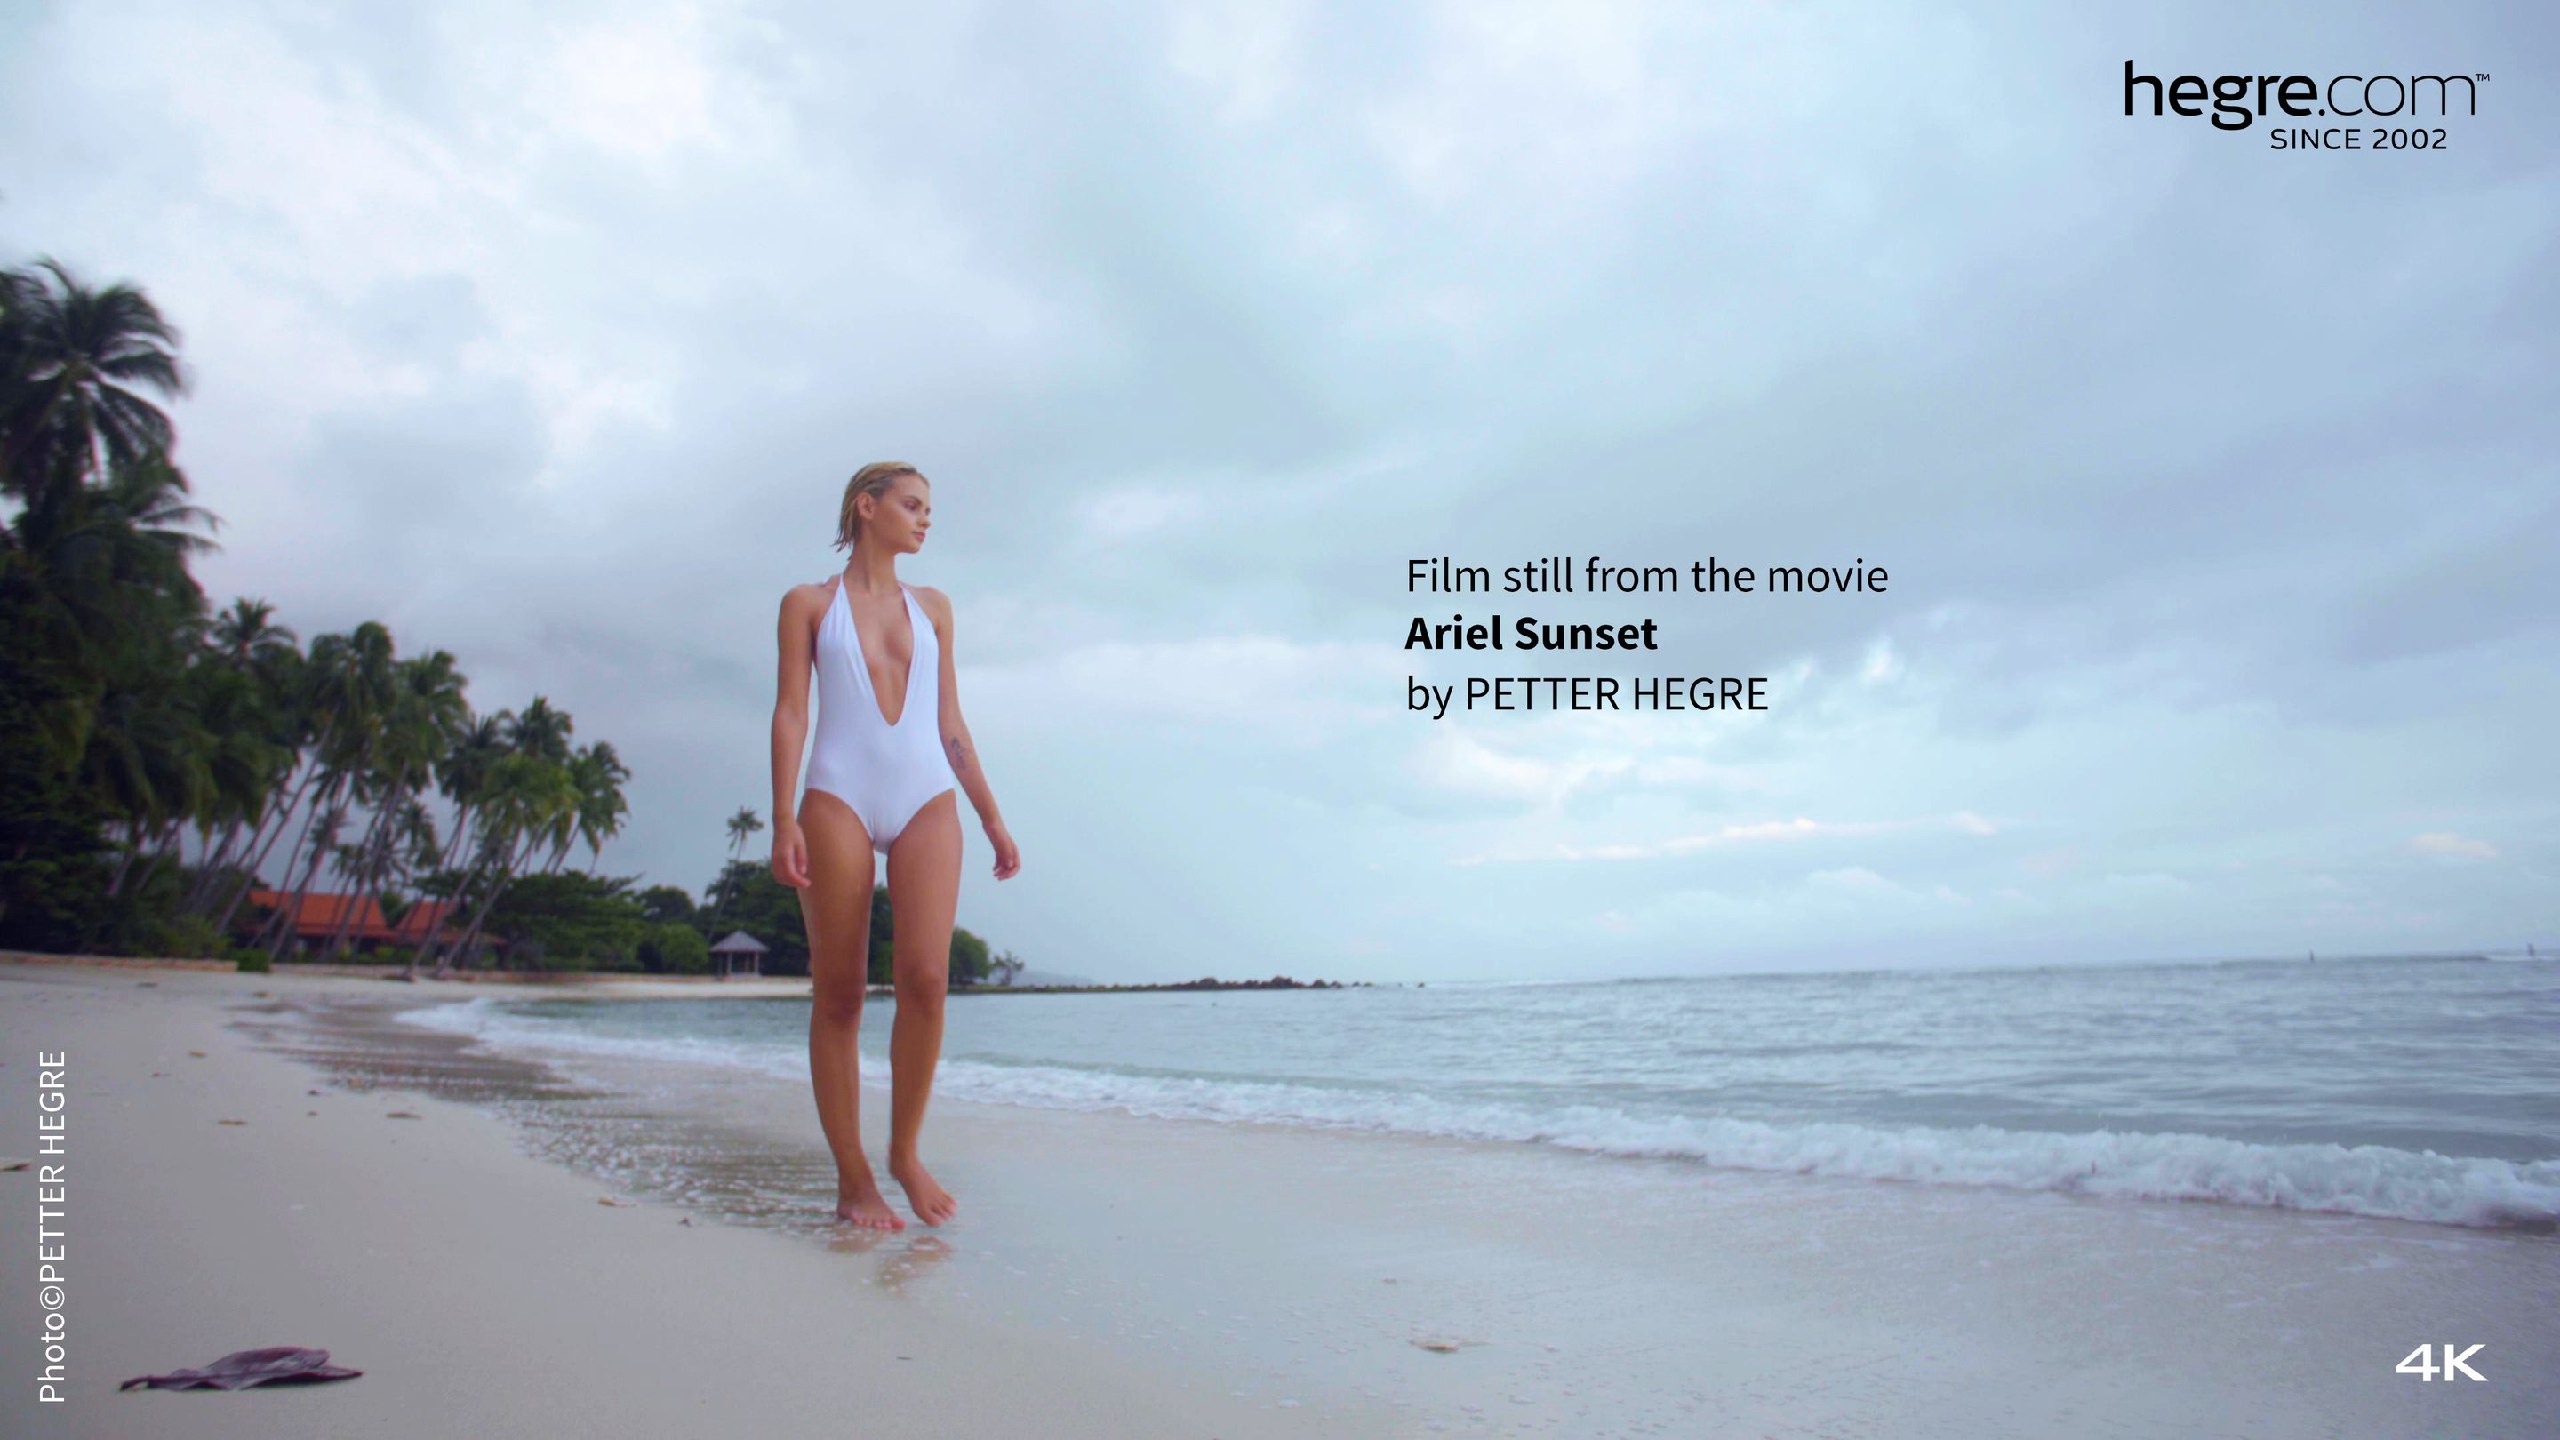 hegre.com™
SINCE 2002
Film still from the movie
Ariel Sunset
by PETTER HEGRE
Photo©PETTER HEGRE
4K